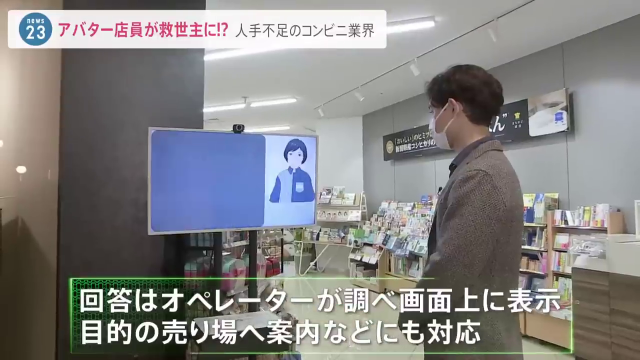 news
23
アバター店員が救世主に!? 人手不足のコンビニ業界
回答はオペレーターが調べ画面上に表示
目的の売り場へ案内などにも対応